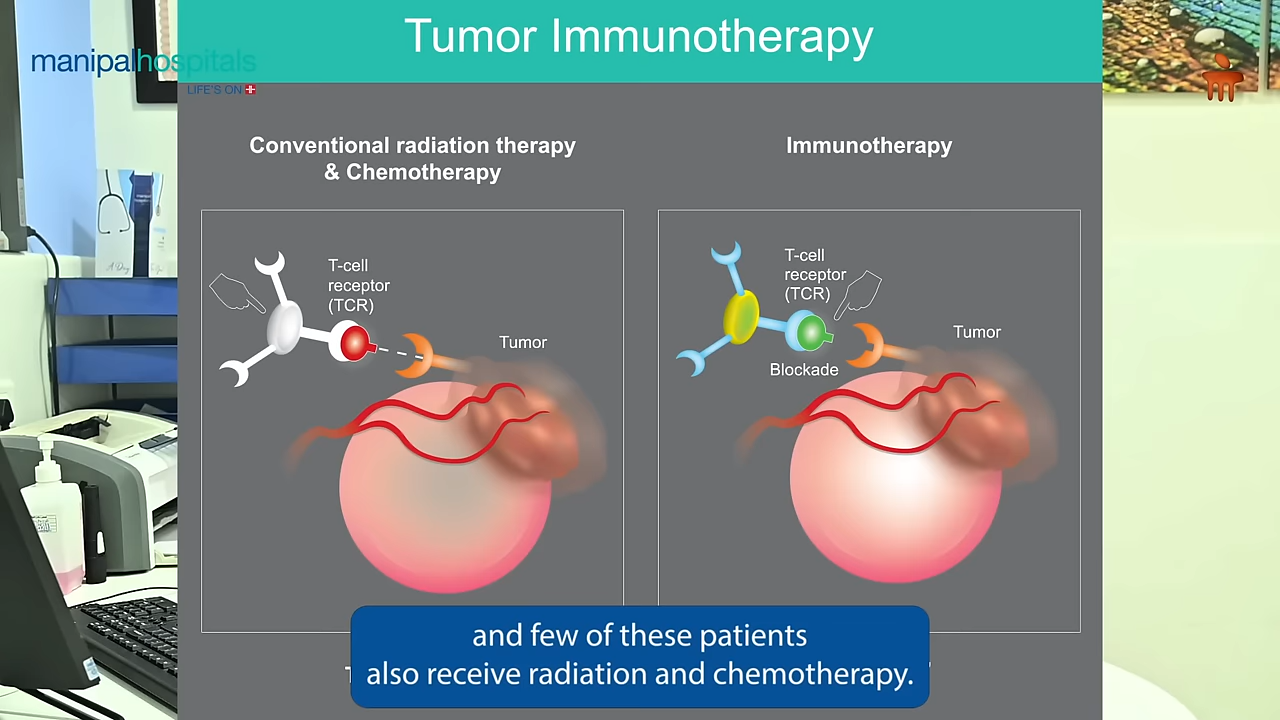 Tumor Immunotherapy
manipalhospitals
LIFE'S ON
Conventional radiation therapy
& Chemotherapy
Immunotherapy
T-cell
receptor
(TCR)
Tumor
T-cell
receptor
(TCR)
Tumor
Blockade
and few of these patients
also receive radiation and chemotherapy.